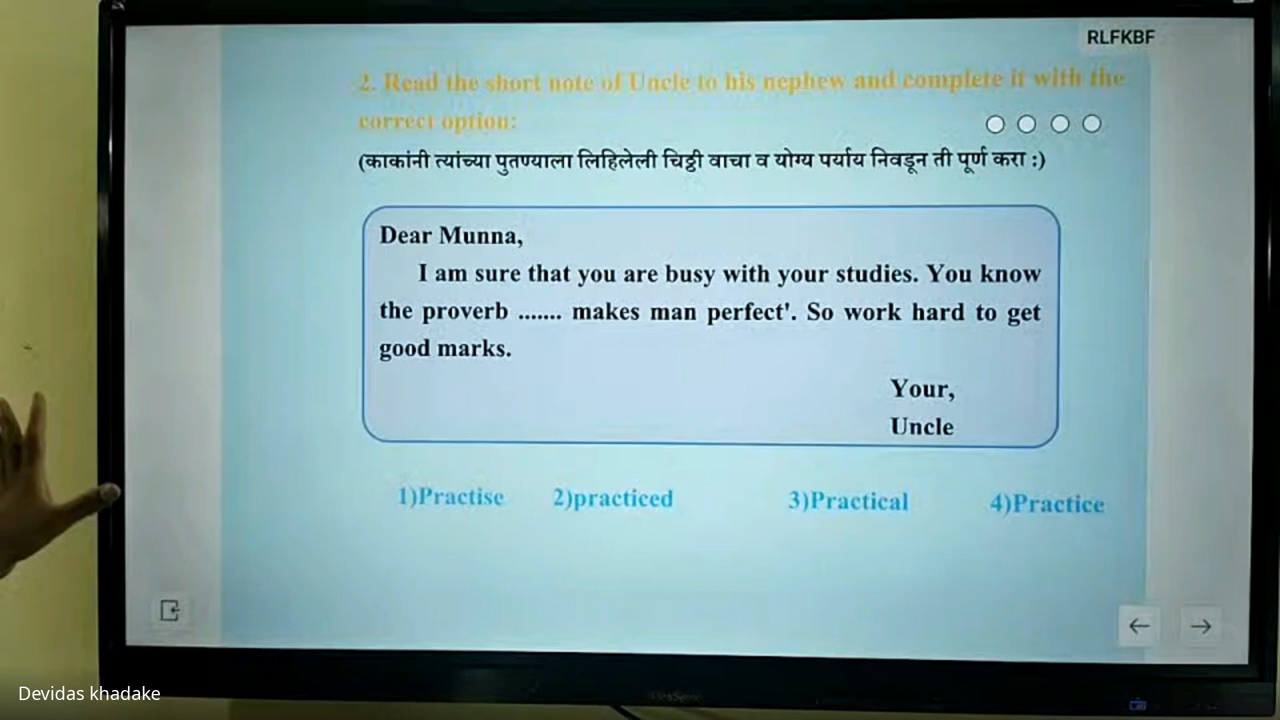 RLFKBF
2. Read the short note of Uncle to his nephew and complete it with the
correct option:
(काकांनी त्यांच्या पुतण्याला लिहिलेली चिठ्ठी वाचा व योग्य पर्याय निवडून ती पूर्ण करा :)
Dear Munna,
I am sure that you are busy with your studies. You know
the proverb ....... makes man perfect'. So work hard to get
good marks.
Your,
Uncle
1)Practise 2)practiced 3)Practical 4)Practice
Devidas khadake